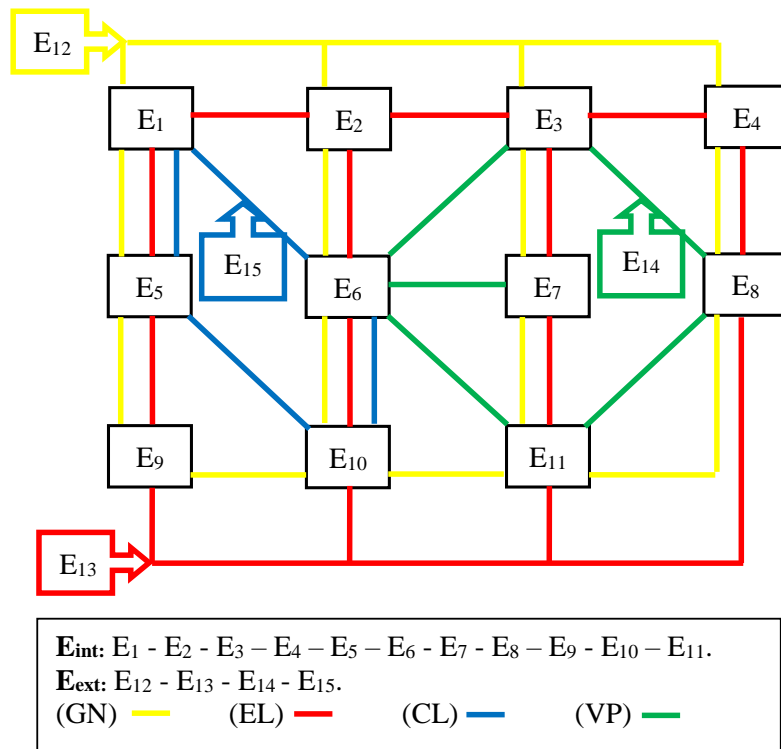 E12
E1
E2
E3
E4
E5
E15
E6
E7
E14
E8
E9
E10
E11
E13
Eint: E1 - E2 - E3 – E4 – E5 – E6 - E7 - E8 – E9 - E10 – E11.
Eext: E12 - E13 - E14 - E15.
(GN) (EL) (CL) (VP)